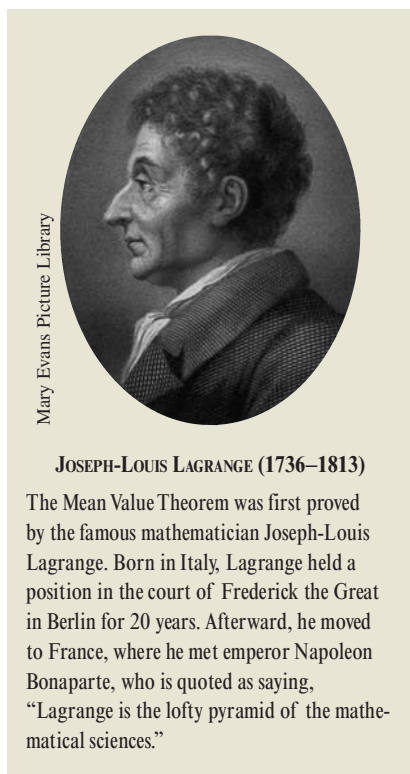 Mary Evans Picture Library
JOSEPH-LOUIS LAGRANGE (1736–1813)
The Mean Value Theorem was first proved
by the famous mathematician Joseph-Louis
Lagrange. Born in Italy, Lagrange held a
position in the court of Frederick the Great
in Berlin for 20 years. Afterward, he moved
to France, where he met emperor Napoleon
Bonaparte, who is quoted as saying,
“Lagrange is the lofty pyramid of the mathe-
matical sciences.”